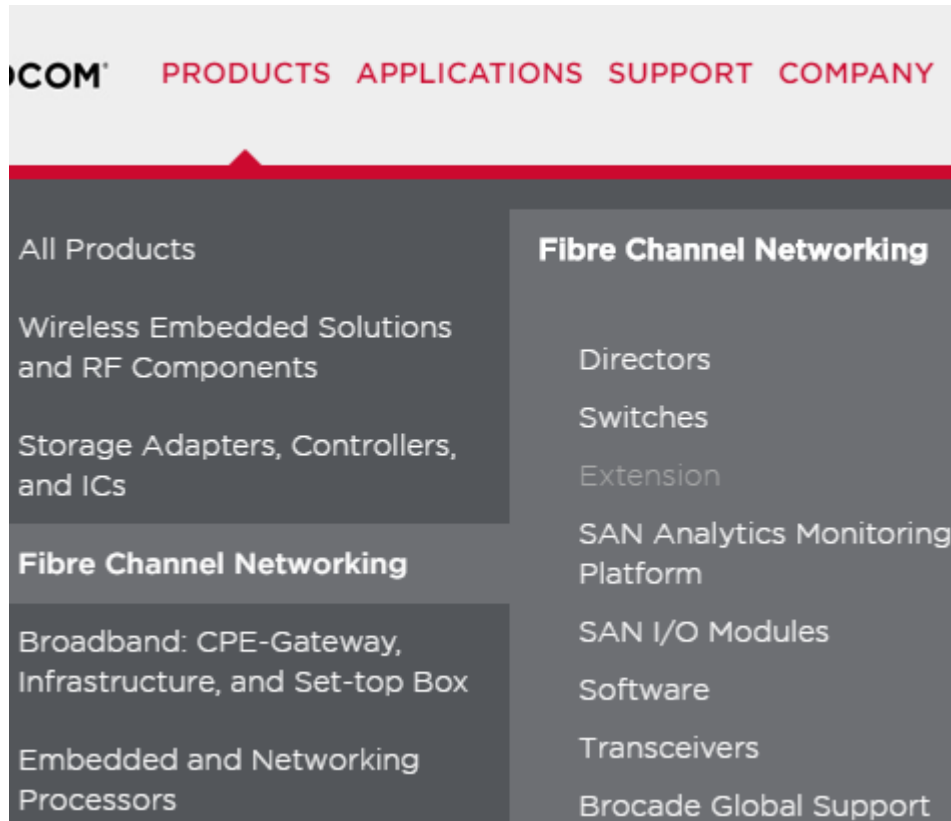 COM
PRODUCTS APPLICATIONS SUPPORT COMPANY
All Products
Wireless Embedded Solutions
and RF Components
Storage Adapters, Controllers,
and ICs
Fibre Channel Networking
Broadband: CPE-Gateway,
Infrastructure, and Set-top Box
Embedded and Networking
Processors
Fibre Channel Networking
Directors
Switches
Extension
SAN Analytics Monitoring
Platform
SAN I/O Modules
Software
Transceivers
Brocade Global Support